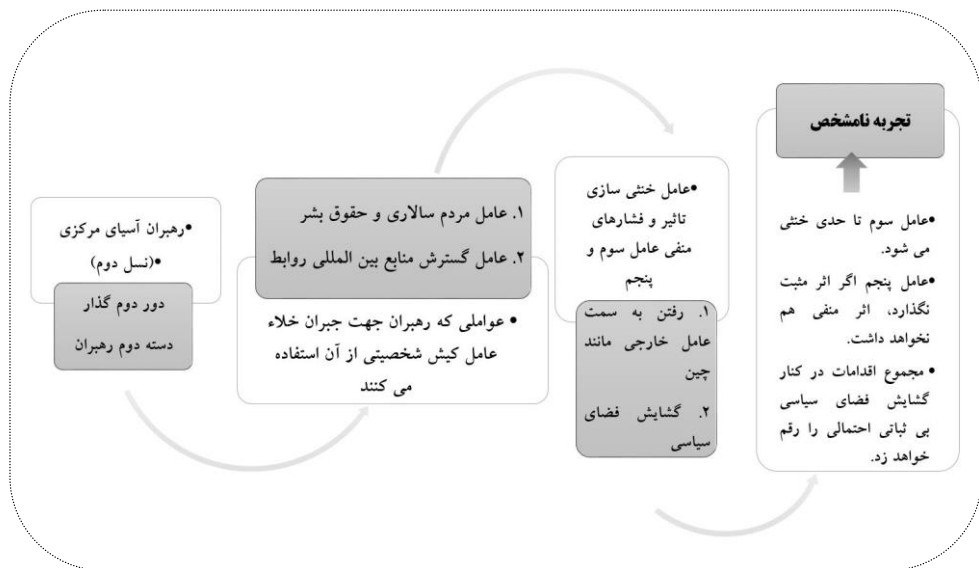 •رهبران آسیای مرکزی
•(نسل دوم)
دور دوم گذار
دسته دوم رهبران
۱. عامل مردم سالاری و حقوق بشر
۲. عامل گسترش منابع بین المللی روابط
• عواملی که رهبران جهت جبران خلاء
عامل کیش شخصیتی از آن استفاده
می کنند
•عامل خنثی سازی
تاثیر و فشارهای
منفی عامل سوم و
پنجم
۱. رفتن به سمت
عامل خارجی مانند
چین
۲. گشایش فضای
سیاسی
تجربه نامشخص
•عامل سوم تا حدی خنثی
می شود.
•عامل پنجم اگر اثر مثبت
نگذارد، اثر منفی هم
نخواهد داشت.
• مجموع اقدامات در کنار
گشایش فضای سیاسی
بی ثباتی احتمالی را رقم
خواهد زد.